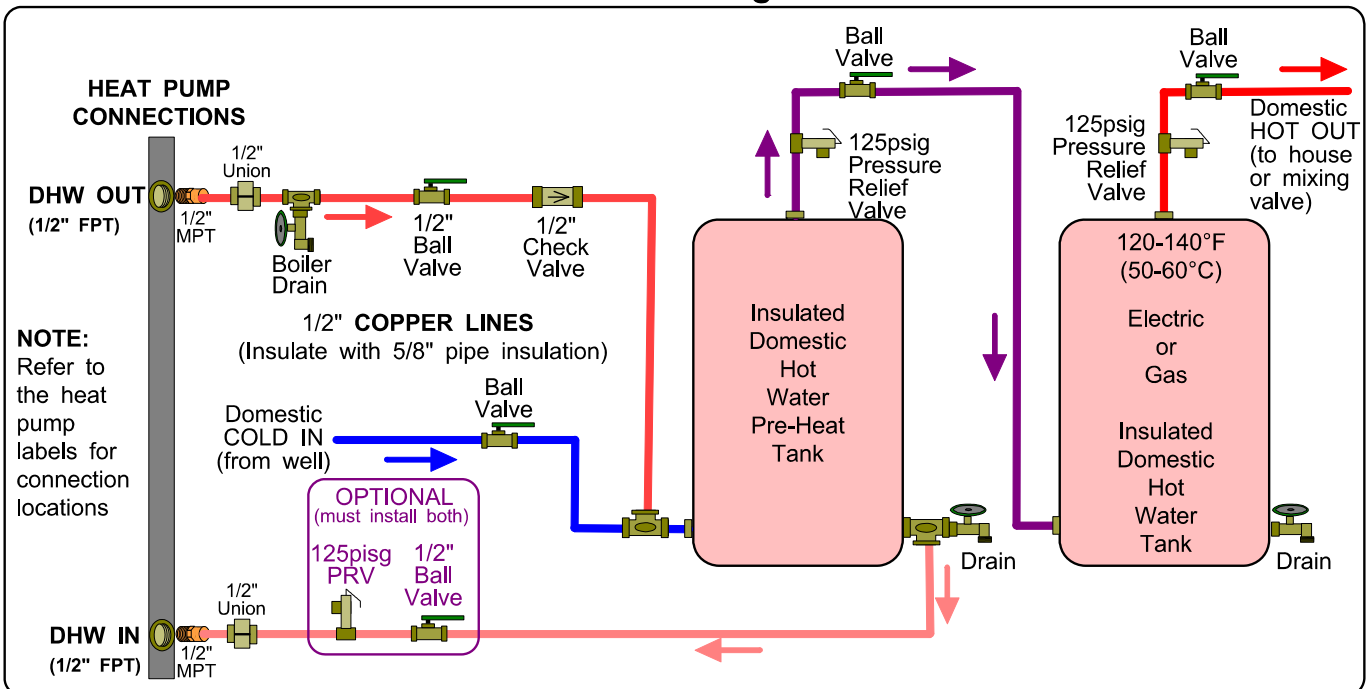 HEAT PUMP
CONNECTIONS
DHW OUT
(1/2" FPT)
1/2"
MPT
1/2"
Union
Boiler
Drain
1/2"
Ball
Valve
1/2"
Check
Valve
1/2" COPPER LINES
(Insulate with 5/8" pipe insulation)
NOTE:
Refer to
the heat
pump
labels for
connection
locations
Domestic
COLD IN
(from well)
Ball
Valve
OPTIONAL
(must install both)
125pisg
PRV
1/2"
Ball
Valve
1/2"
Union
DHW IN
(1/2" FPT)
1/2"
MPT
Ball
Valve
125psig
Pressure
Relief
Valve
Insulated
Domestic
Hot
Water
Pre-Heat
Tank
Drain
Ball
Valve
125psig
Pressure
Relief
Valve
Domestic
HOT OUT
(to house
or mixing
valve)
120-140°F
(50-60°C)
Electric
or
Gas
Insulated
Domestic
Hot
Water
Tank
Drain